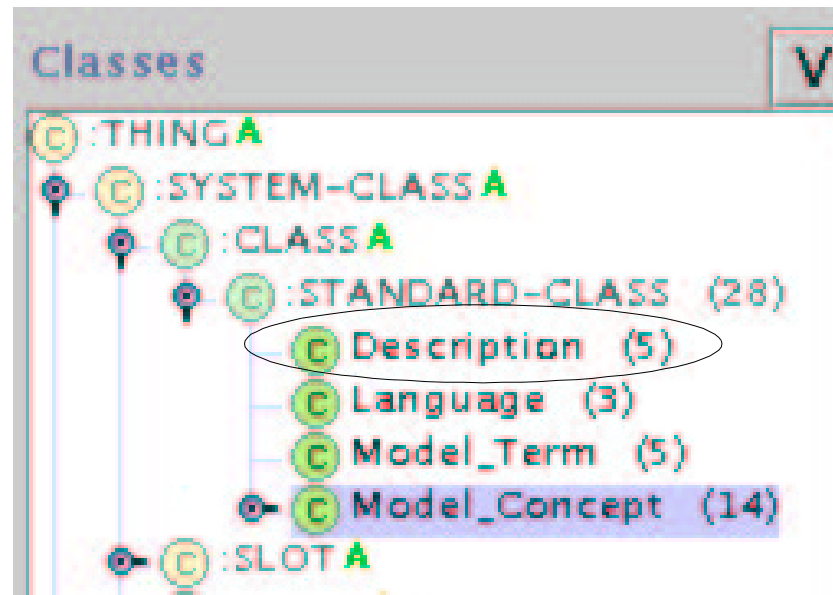 Classes
V
C :THING A
C :SYSTEM-CLASS A
C :CLASS A
C :STANDARD-CLASS (28)
C Description (5)
C Language (3)
C Model_Term (5)
C Model_Concept (14)
C :SLOT A